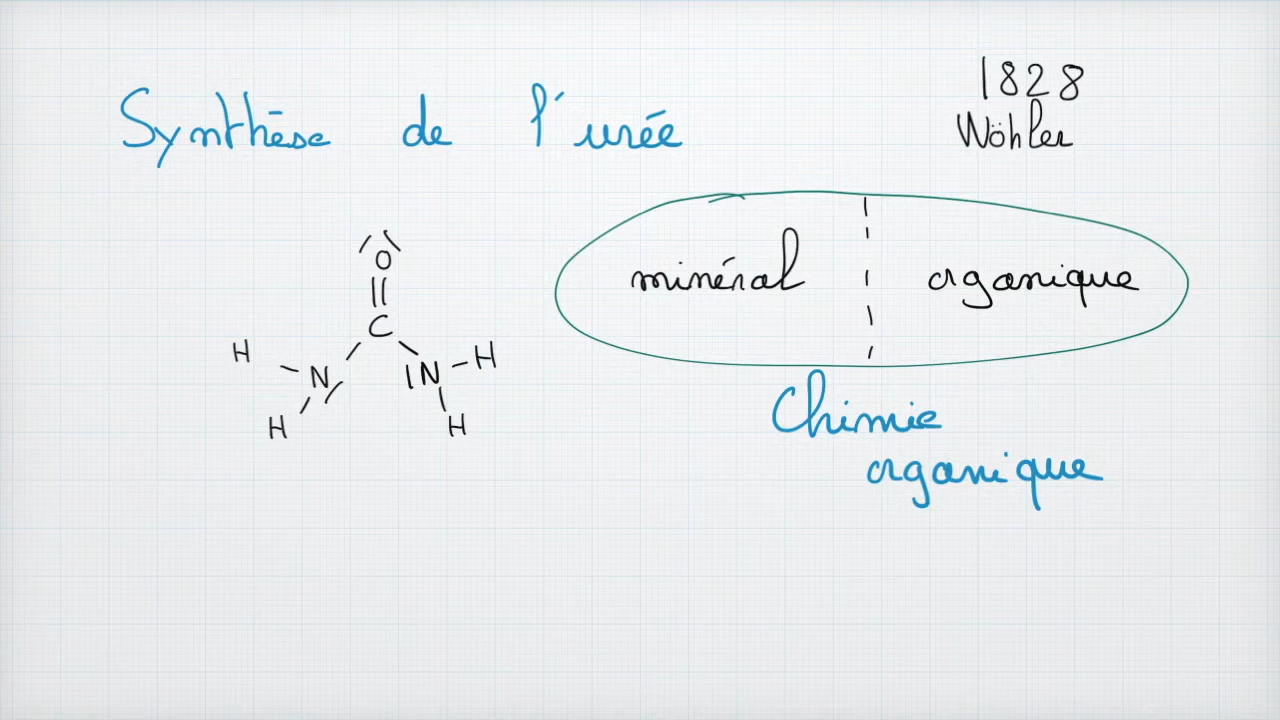 Synthèse de l'urée
1828
Wöhler
minéral organique
O
C
H N N H
H H
Chimie
organique